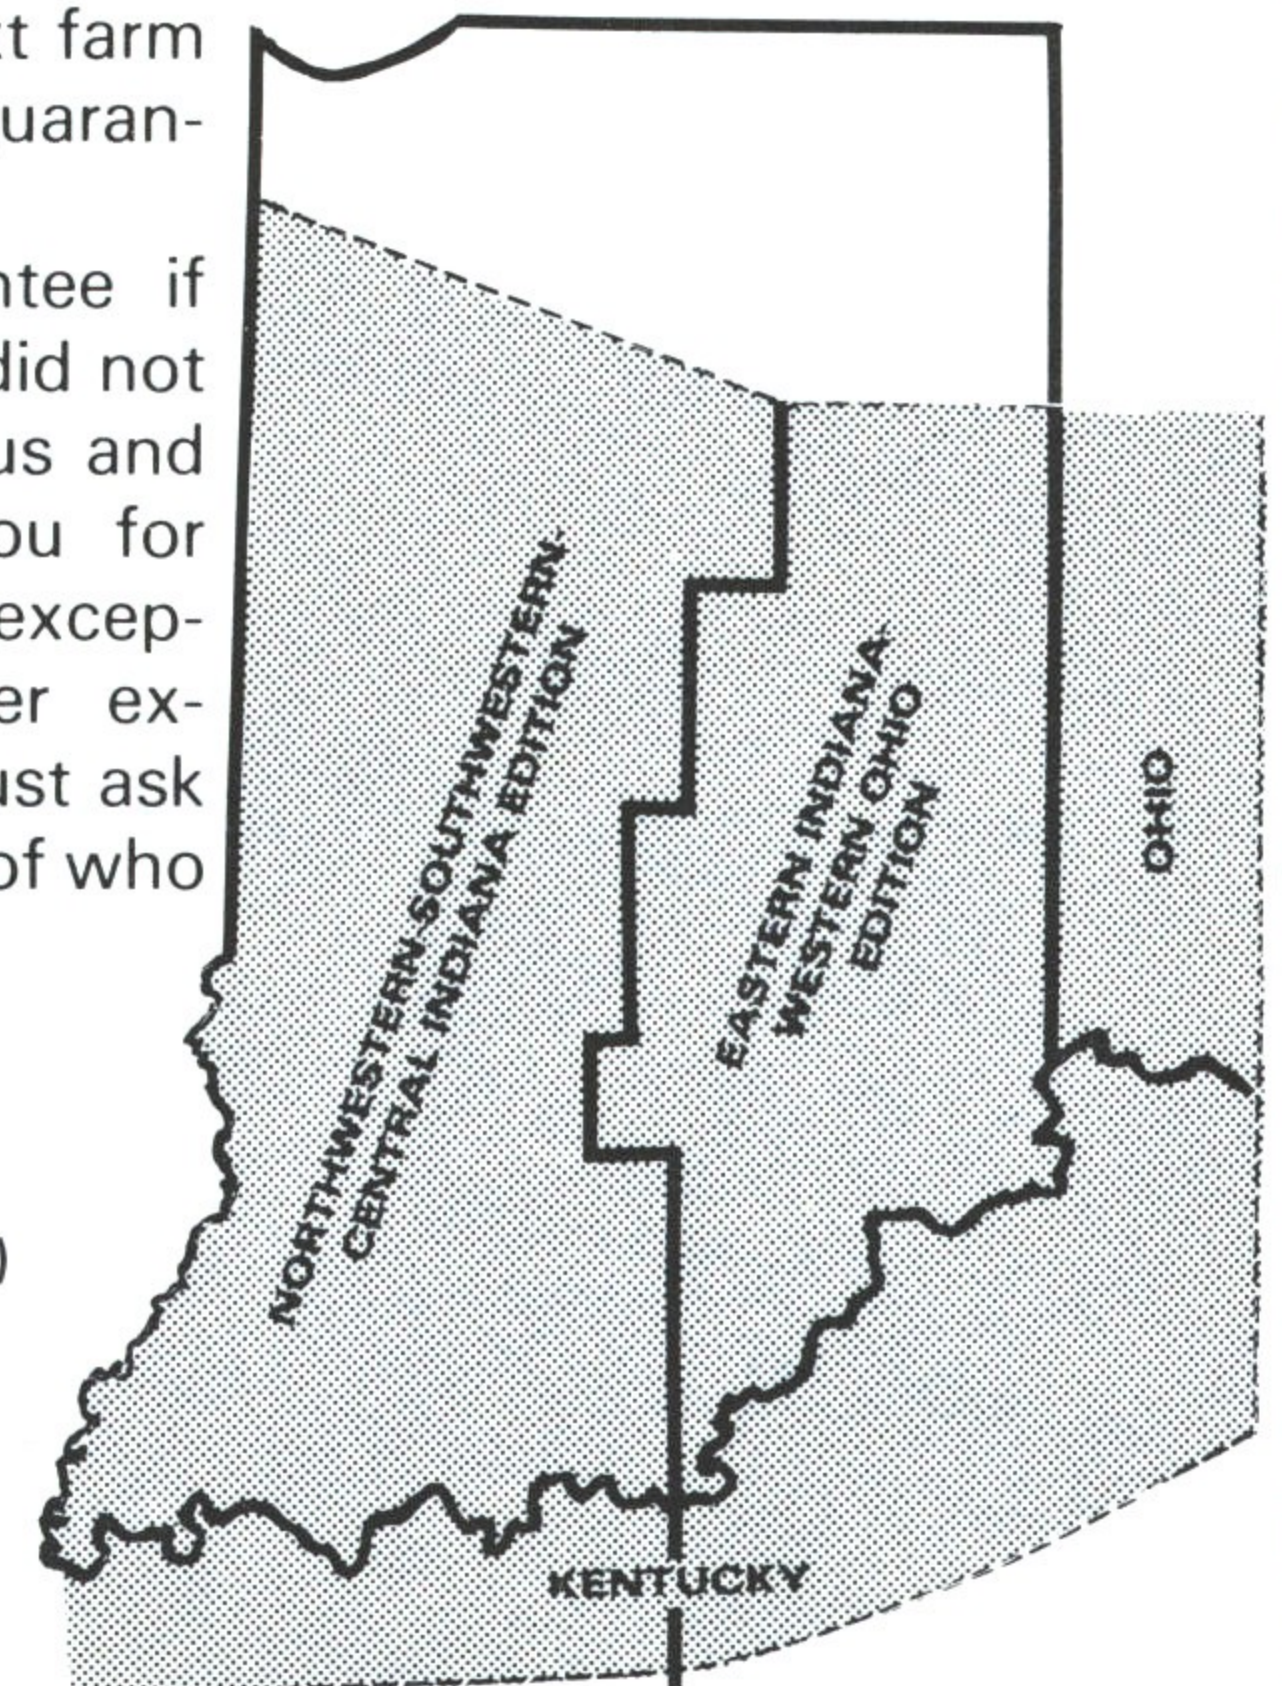 farm
uaran-
ntee if
did not
us and
ou for
excep-
er ex-
ust ask
of who
)
NORTHWESTERN-SOUTHWESTERN-
CENTRAL INDIANA EDITION
EASTERN INDIANA-
WESTERN OHIO
EDITION
OHIO
KENTUCKY